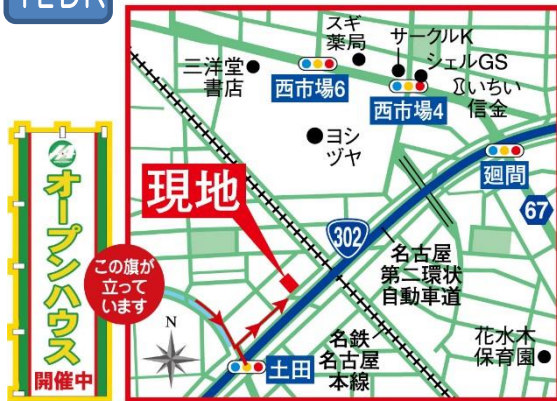 スギ
薬局
サークルK
シェルGS
三洋堂
書店
西市場6
西市場4
いちい
信金
ヨシ
ヅヤ
廻間
現地
67
302
名古屋
第二環状
自動車道
オープンハウス
開催中
この旗が
立って
います
N
名鉄
名古屋
本線
土田
花水木
保育園